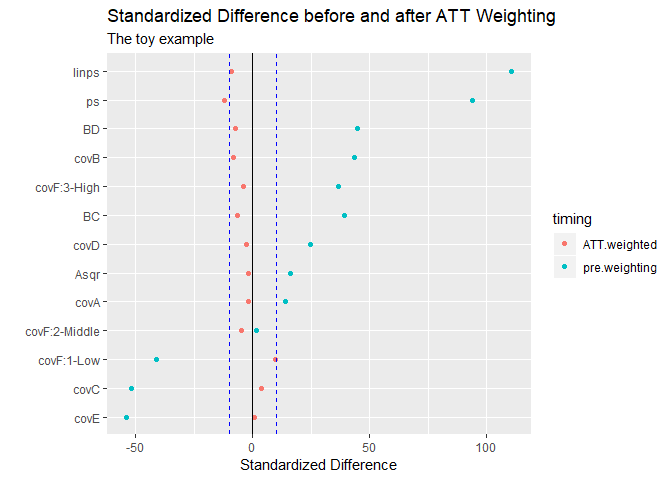 Standardized Difference before and after ATT Weighting
The toy example
linps
ps
BD
covB
covF:3-High
BC
covD
Asqr
covA
covF:2-Middle
covF:1-Low
covC
covE
-50
0
50
100
Standardized Difference
timing
ATT.weighted
pre.weighting